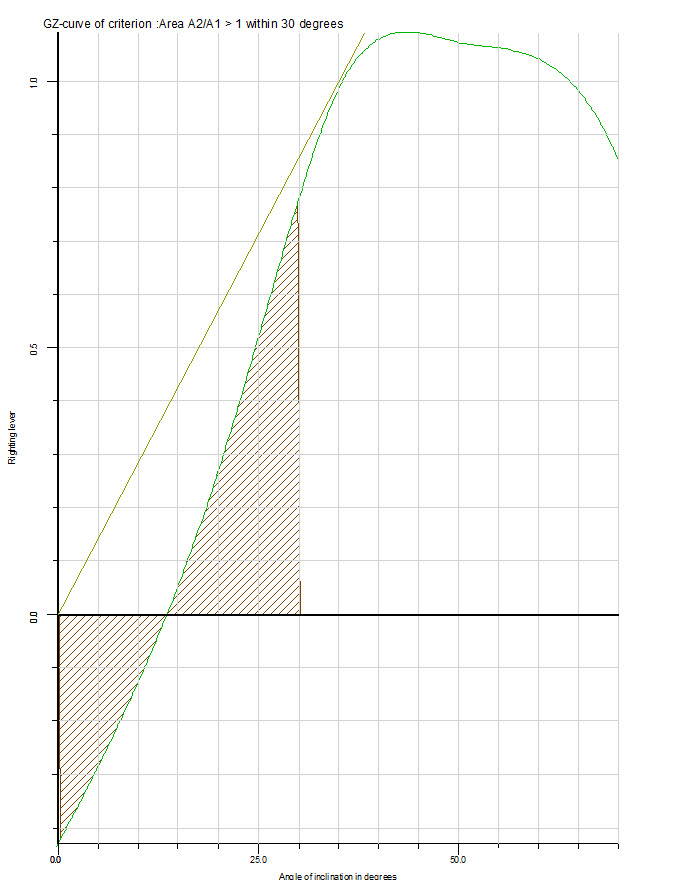 GZ-curve of criterion :Area A2/A1 > 1 within 30 degrees
1.0
0.5
Righting lever
0.0
0.0
25.0
50.0
Angle of inclination in degrees